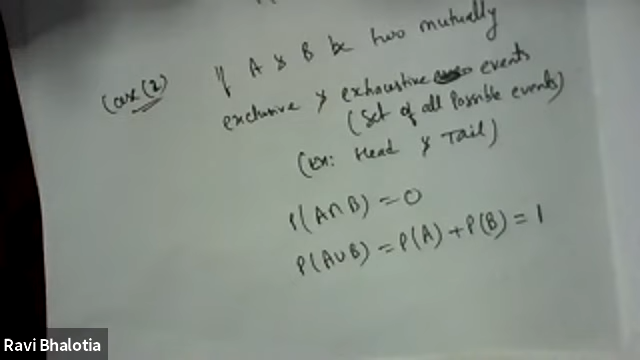 Case (2) If A & B be two mutually
exclusive & exhaustive events
(Set of all Possible events)
(Ex: Head & Tail)
P(A∩B) = 0
P(A∪B) = P(A) + P(B) = 1
Ravi Bhalotia